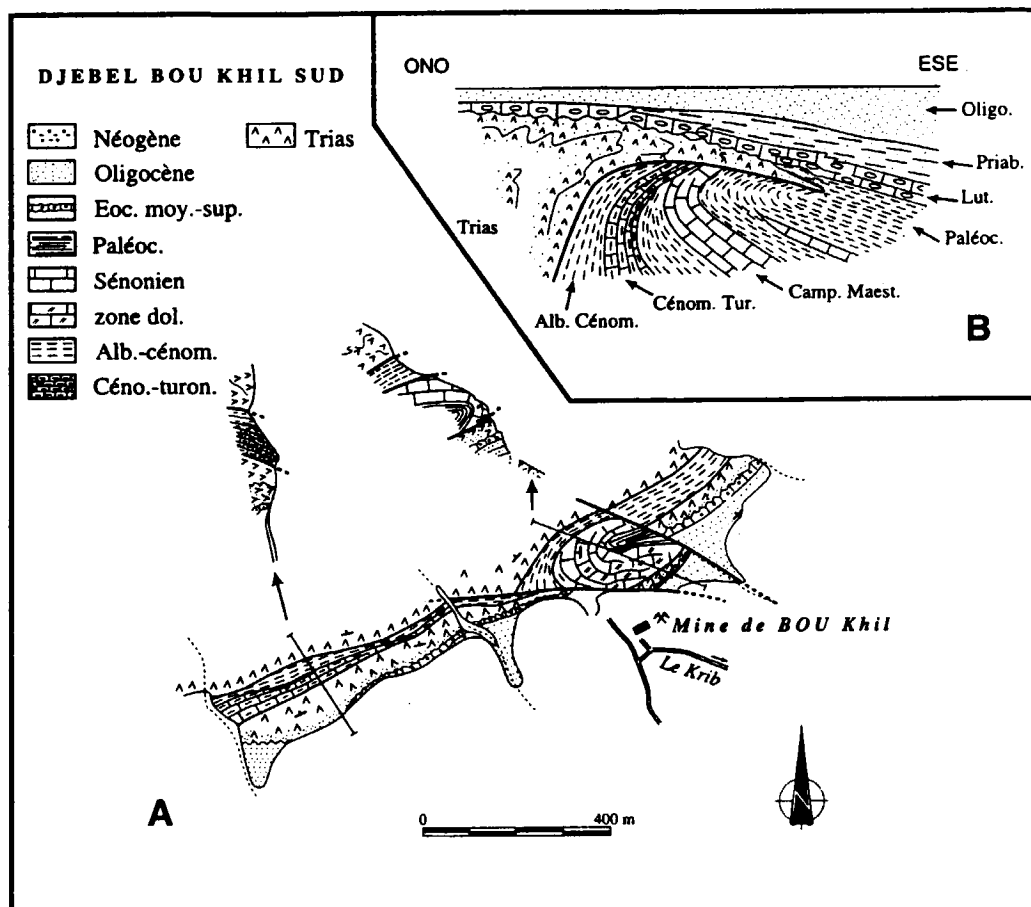 DJEBEL BOU KHIL SUD
Néogène
Trias
Oligocène
Eoc. moy.-sup.
Paléoc.
Sénonien
zone dol.
Alb.-cénom.
Céno.-turon.
ONO
ESE
Oligo.
Priab.
Lut.
Paléoc.
Trias
Alb. Cénom.
Cénom. Tur.
Camp. Maest.
B
Mine de BOU Khil
Le Krib
A
0
400 m
N